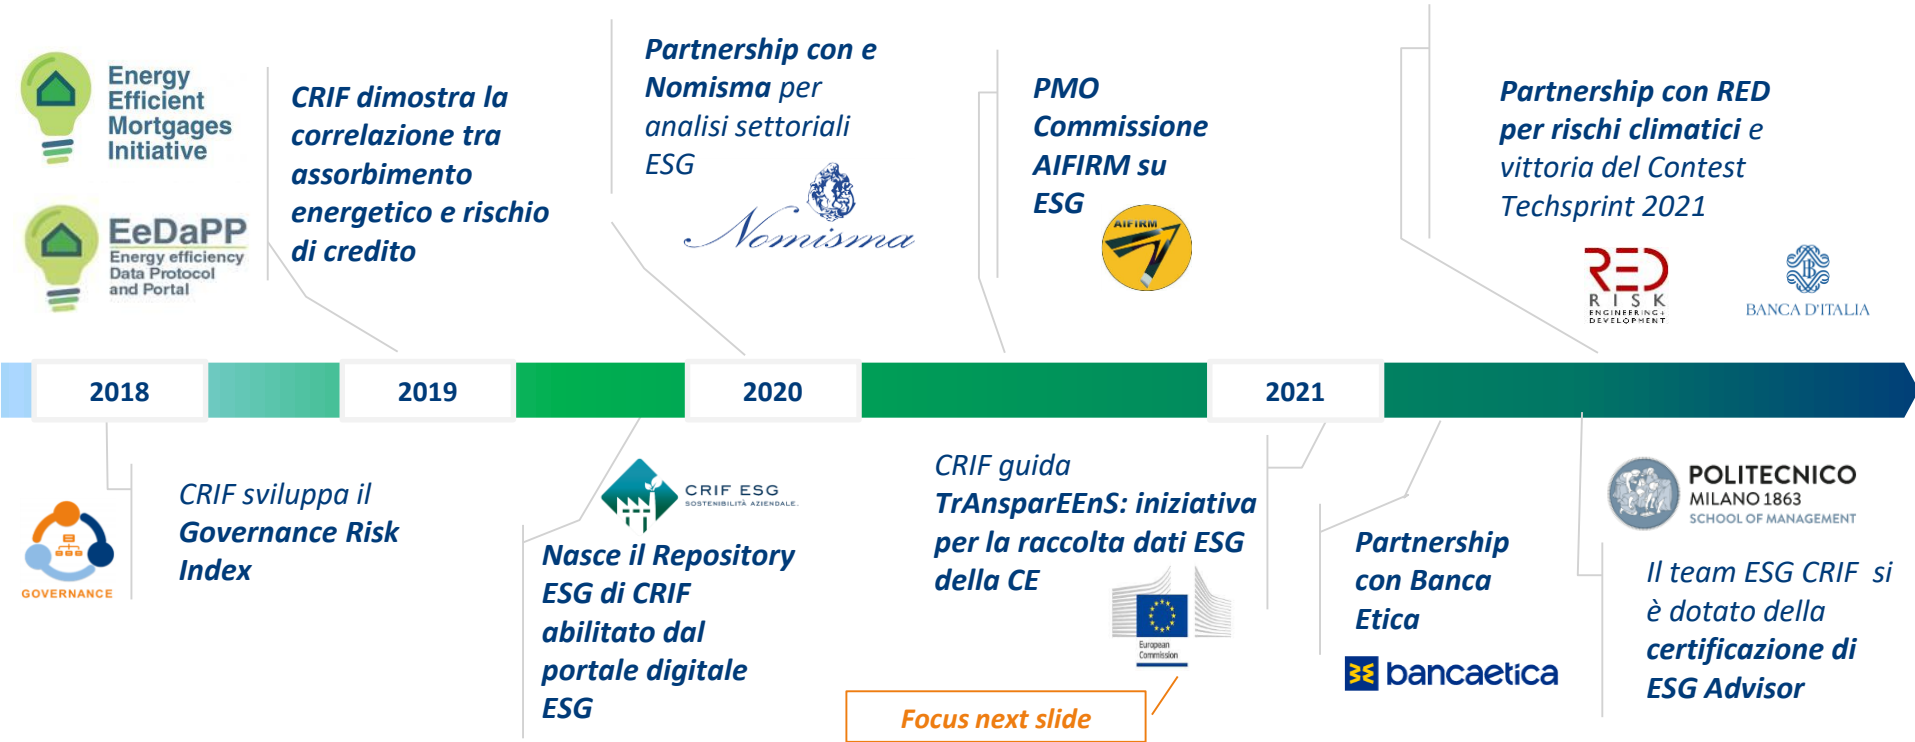 Energy
Efficient
Mortgages
Initiative
EeDaPP
Energy efficiency
Data Protocol
and Portal
CRIF dimostra la
correlazione tra
assorbimento
energetico e rischio
di credito
Partnership con e
Nomisma per
analisi settoriali
ESG
Nomisma
PMO
Commissione
AIFIRM su
ESG
AIFIRM
Partnership con RED
per rischi climatici e
vittoria del Contest
Techsprint 2021
RED
RISK
ENGINEERING+
DEVELOPMENT
BANCA D'ITALIA
2018
2019
2020
2021
GOVERNANCE
CRIF sviluppa il
Governance Risk
Index
CRIF ESG
SOSTENIBILITÀ AZIENDALE.
Nasce il Repository
ESG di CRIF
abilitato dal
portale digitale
ESG
CRIF guida
TrAnsparEEnS: iniziativa
per la raccolta dati ESG
della CE
European
Commission
Focus next slide
Partnership
con Banca
Etica
bancaetica
POLITECNICO
MILANO 1863
SCHOOL OF MANAGEMENT
Il team ESG CRIF si
è dotato della
certificazione di
ESG Advisor